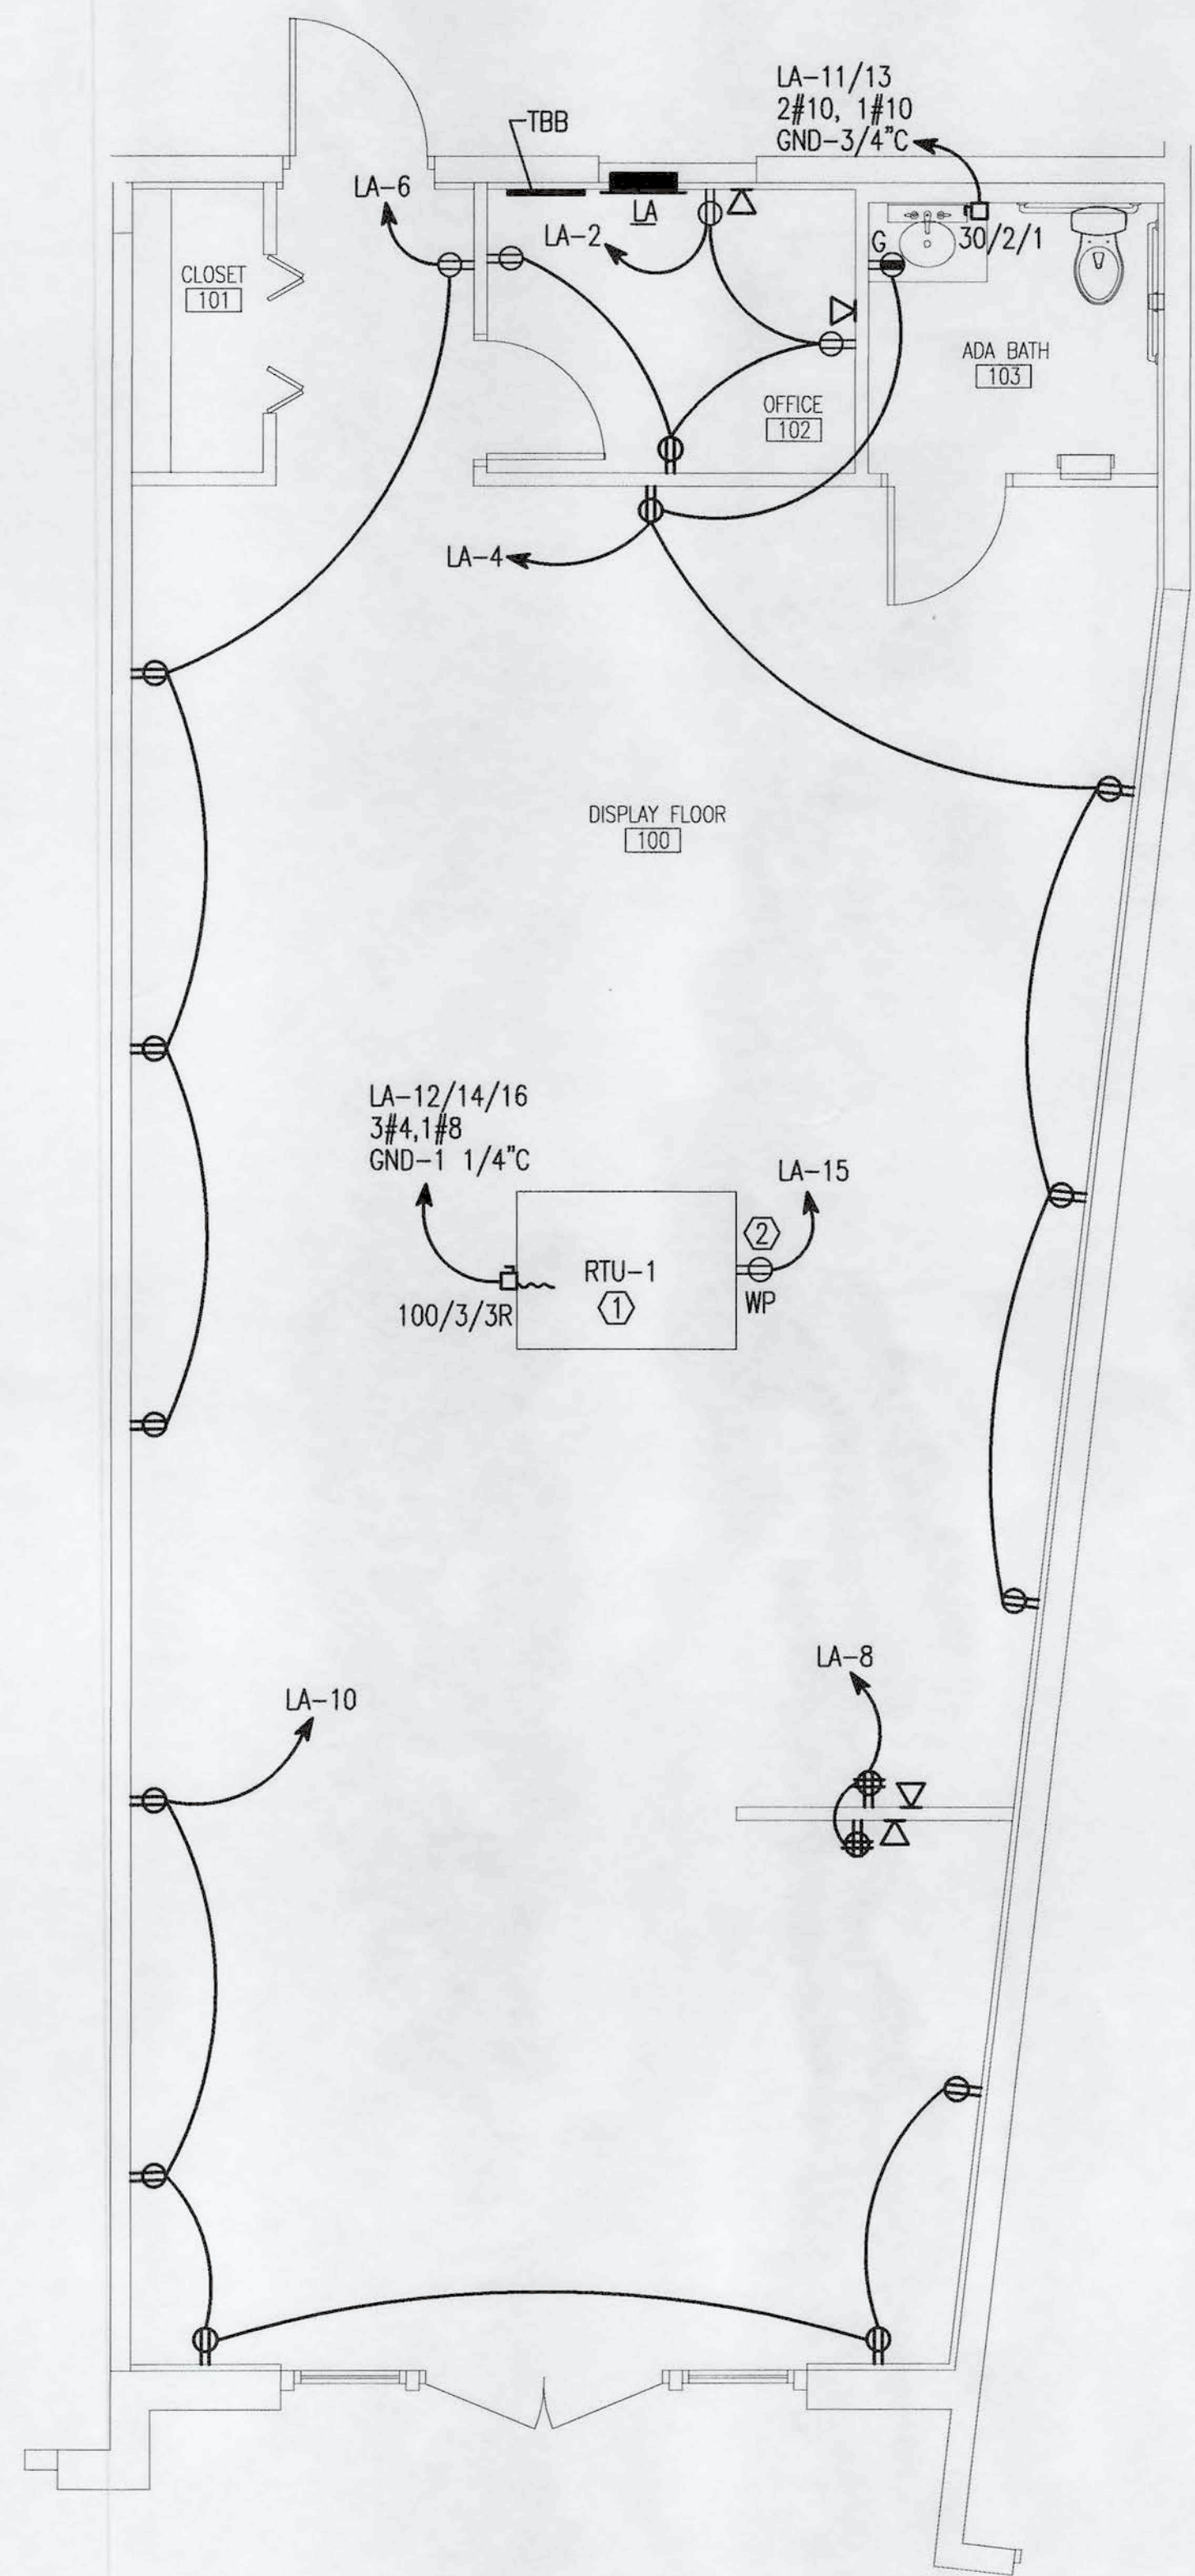 LA-11/13
2#10, 1#10
GND-3/4"C
TBB
LA-6
LA
LA-2
G
30/2/1
CLOSET
101
ADA BATH
103
OFFICE
102
LA-4
DISPLAY FLOOR
100
LA-12/14/16
3#4,1#8
GND-1 1/4"C
LA-15
2
RTU-1
1
WP
100/3/3R
LA-8
LA-10